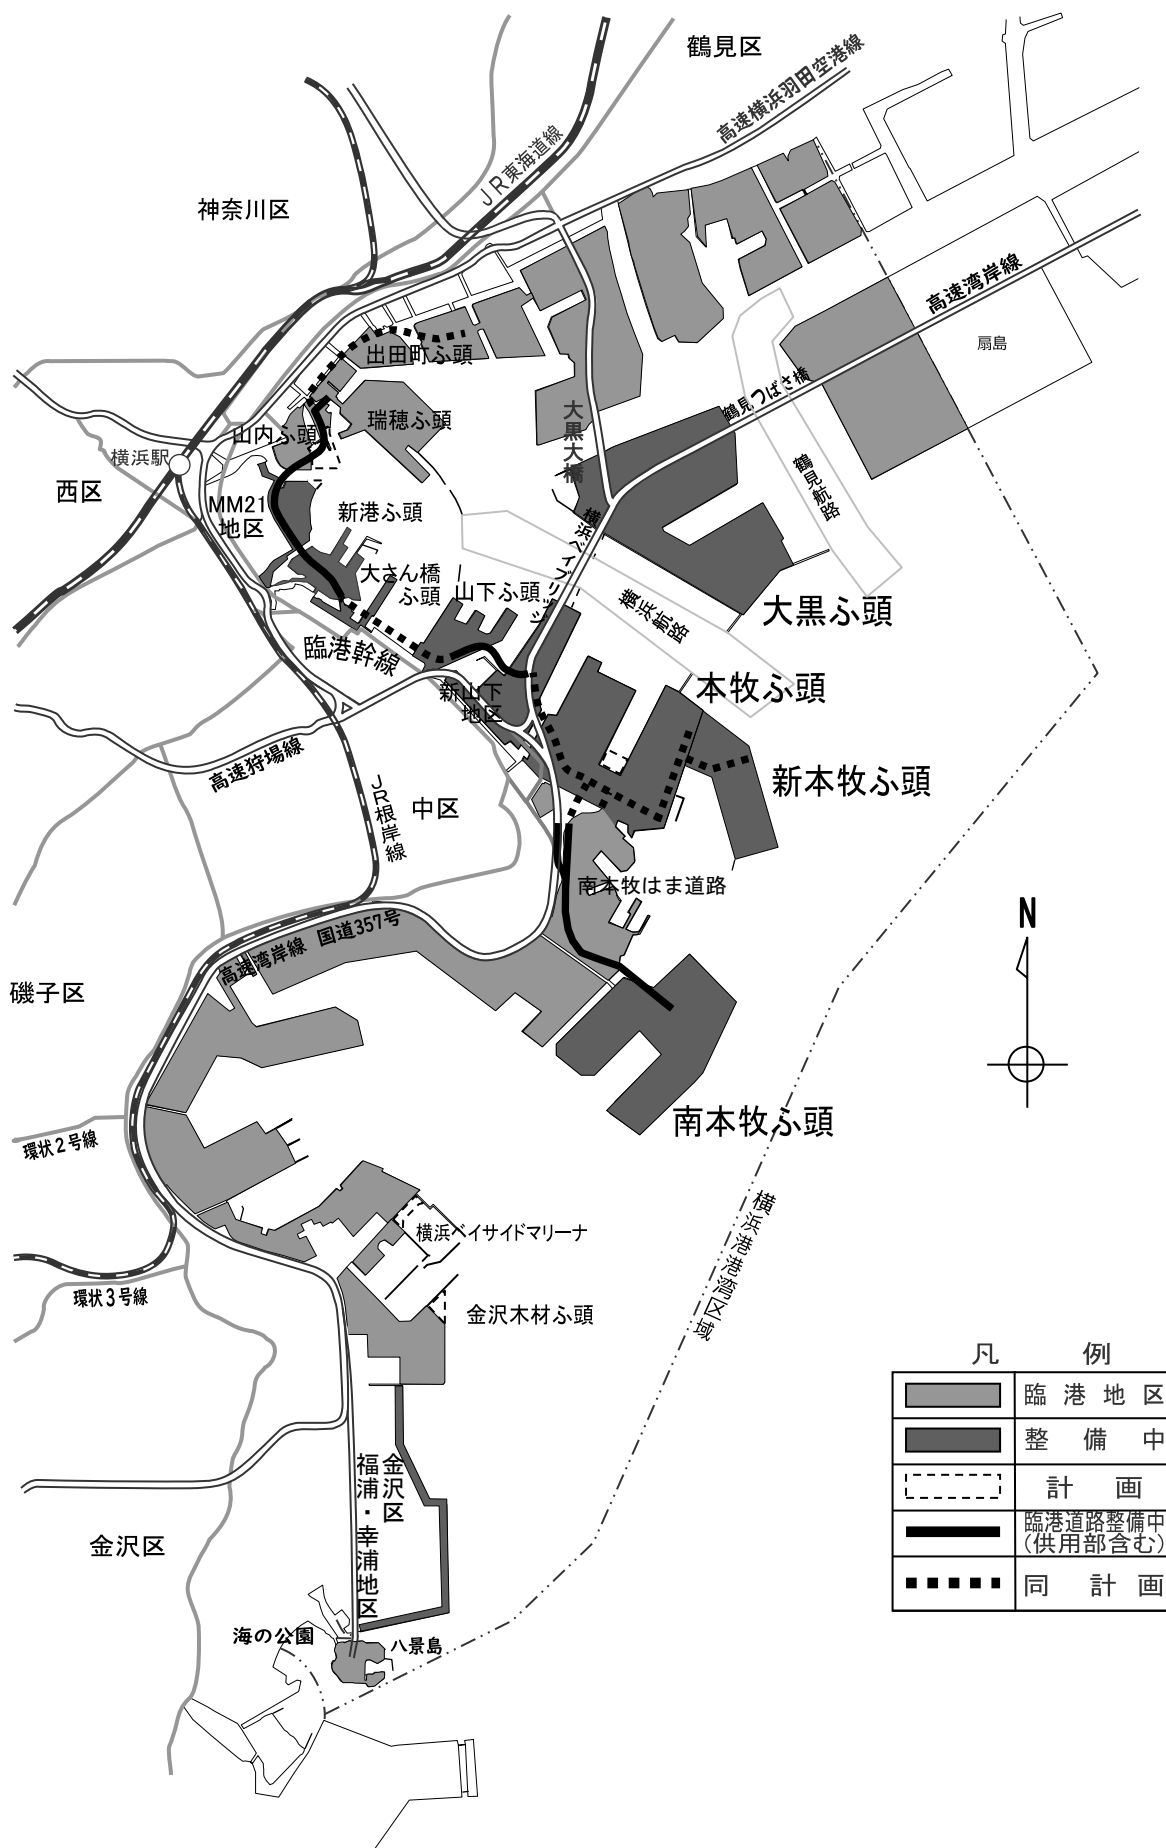 鶴見区
高速横浜羽田空港線
ＪＲ東海道線
神奈川区
高速湾岸線
扇島
出田町ふ頭
鶴見つばさ橋
大黒大橋
瑞穂ふ頭
山内ふ頭
横浜駅
鶴見航路
西区
MM21
地区
新港ふ頭
横浜ベイブリッジ
大さん橋
ふ頭
山下ふ頭
横浜航路
大黒ふ頭
臨港幹線
本牧ふ頭
新山下
地区
高速狩場線
ＪＲ根岸線
中区
新本牧ふ頭
南本牧はま道路
N
高速湾岸線
国道357号
磯子区
南本牧ふ頭
環状２号線
横浜港港湾区域
横浜ベイサイドマリーナ
環状３号線
金沢木材ふ頭
凡例
臨港地区
整備中
計画
臨港道路整備中
(供用部含む)
同計画
金沢区
福浦・幸浦地区
金沢区
海の公園
八景島